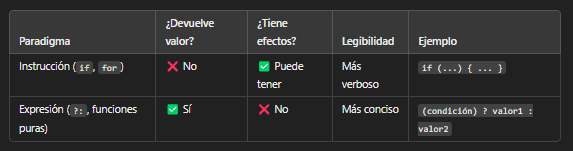 Paradigma ¿Devuelve valor? ¿Tiene efectos? Legibilidad Ejemplo
Instrucción ( if , for ) ❌ No ✅ Puede tener Más verboso if (...) { ... }
Expresión ( ?: , funciones puras) ✅ Sí ❌ No Más conciso (condición) ? valor1 : valor2